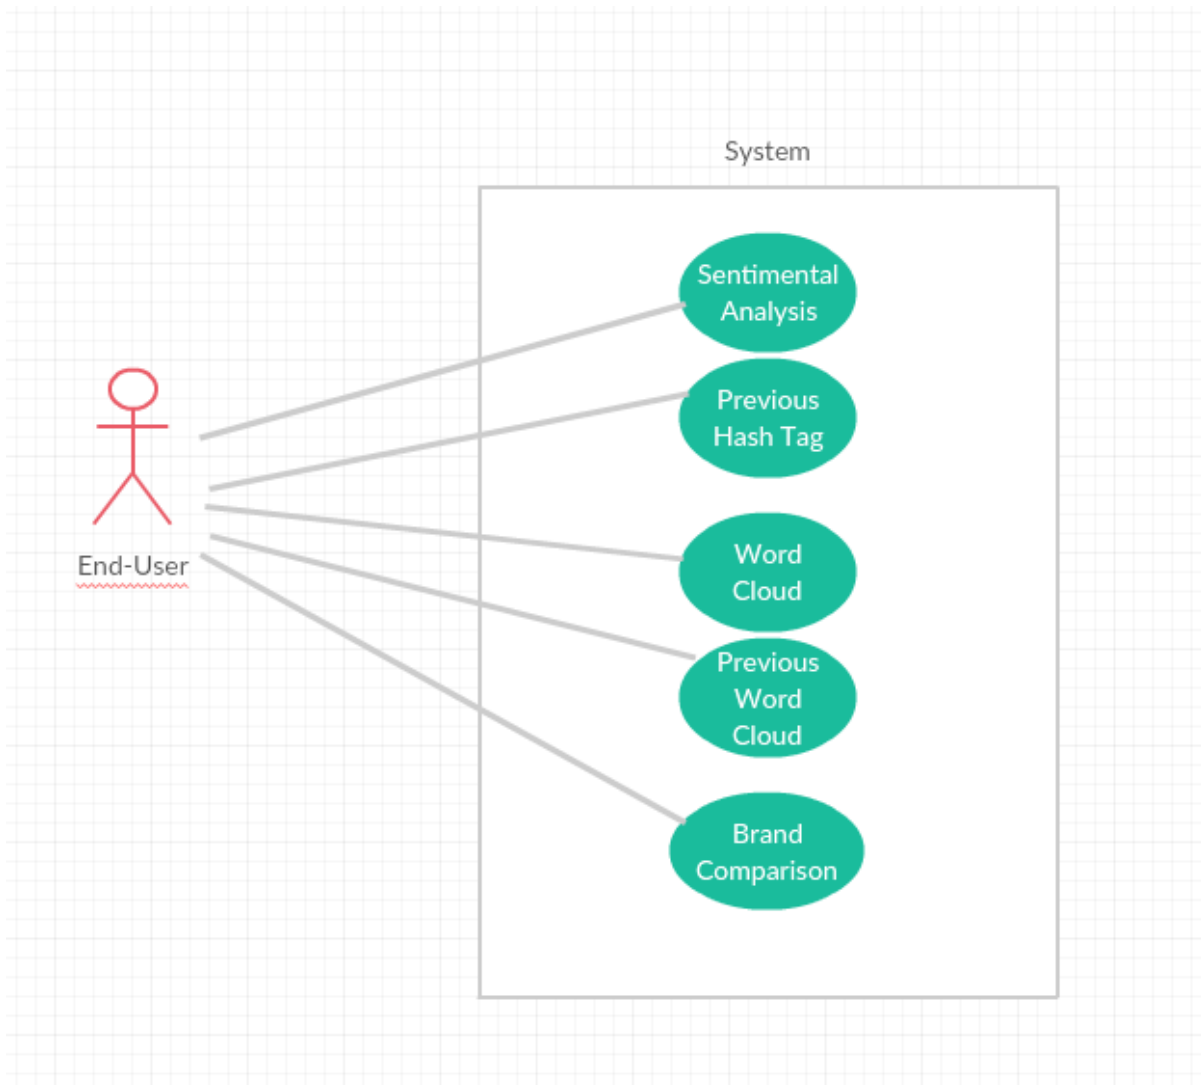 System
Sentimental
Analysis
Previous
Hash Tag
Word
Cloud
Previous
Word
Cloud
Brand
Comparison
End-User